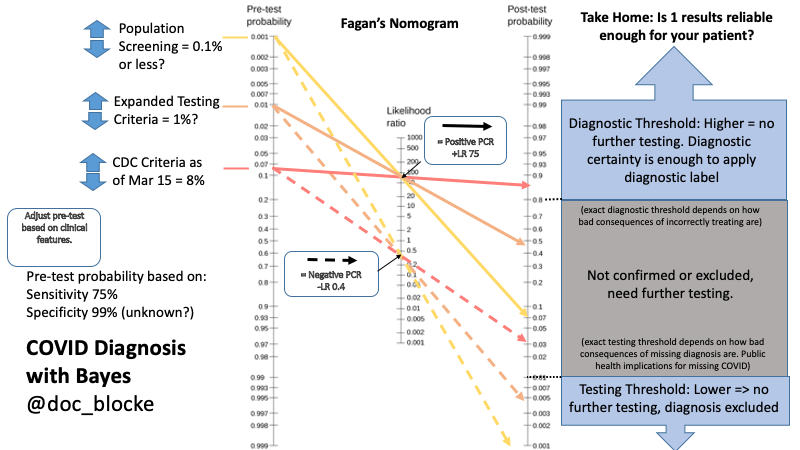 Pre-test
probability
Fagan's Nomogram
Post-test
probability
Take Home: Is 1 results reliable
enough for your patient?
Population
Screening = 0.1%
or less?
Expanded Testing
Criteria = 1%?
CDC Criteria as
of Mar 15 = 8%
Adjust pre-test
based on clinical
features.
Pre-test probability based on:
Sensitivity 75%
Specificity 99% (unknown?)
COVID Diagnosis
with Bayes
@doc_blocke
0.001
0.002
0.003
0.005
0.007
0.01
0.02
0.03
0.05
0.07
0.1
0.2
0.3
0.4
0.5
0.6
0.7
0.8
0.9
0.93
0.95
0.97
0.98
0.99
0.993
0.995
0.997
0.998
0.999
Likelihood
ratio
1000
500
200
100
20
10
5
2
1
0.5
0.2
0.1
0.02
0.01
0.005
0.002
0.001
= Positive PCR
+LR 75
= Negative PCR
–LR 0.4
0.999
0.998
0.997
0.995
0.993
0.99
0.98
0.97
0.95
0.93
0.9
0.8
0.7
0.6
0.5
0.4
0.3
0.2
0.1
0.07
0.05
0.03
0.02
0.01
0.007
0.005
0.003
0.002
0.001
Diagnostic Threshold: Higher = no
further testing. Diagnostic
certainty is enough to apply
diagnostic label
(exact diagnostic threshold depends on how
bad consequences of incorrectly treating are)
Not confirmed or excluded,
need further testing.
(exact testing threshold depends on how bad
consequences of missing diagnosis are. Public
health implications for missing COVID)
Testing Threshold: Lower => no
further testing, diagnosis excluded